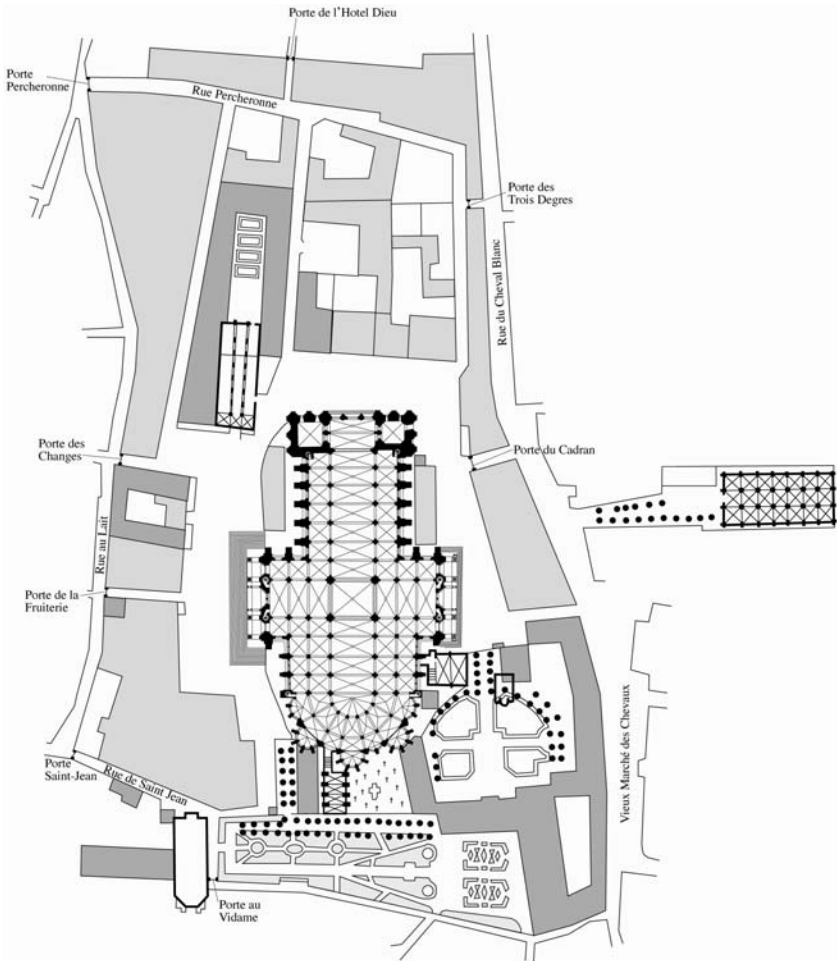 Porte de l'Hotel Dieu
Porte
Percheronne
Rue Percheronne
Porte des
Trois Degres
Rue du Cheval Blanc
Porte des
Changes
Porte du Cadran
Rue au Lait
Porte de la
Fruiterie
Vieux Marché des Chevaux
Porte
Saint-Jean
Rue de Saint Jean
Porte au
Vidame